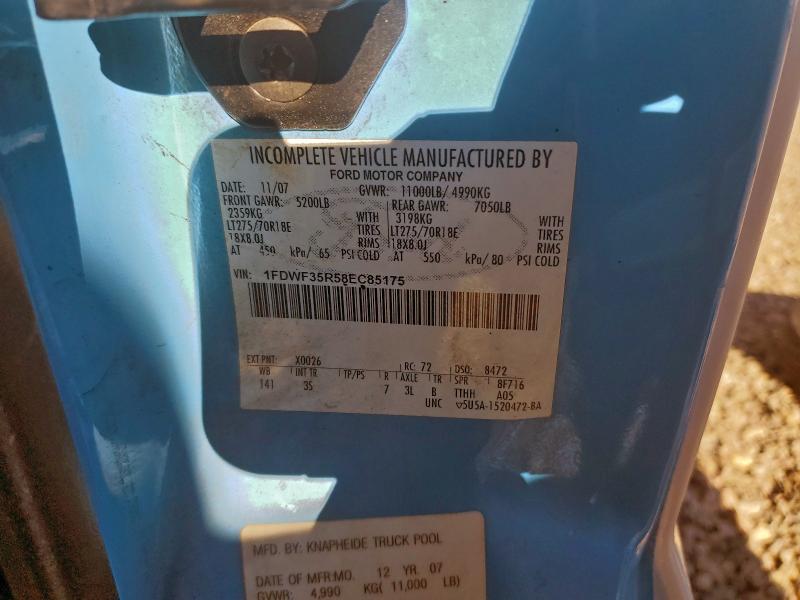 INCOMPLETE VEHICLE MANUFACTURED BY
FORD MOTOR COMPANY
DATE: 11/07 GVWR: 11000LB/ 4990KG
FRONT GAWR: 5200LB REAR GAWR: 7050LB
2359KG WITH 3198KG WITH
LT275/70R18E TIRES LT275/70R18E TIRES
18X8.0J RIMS 18X8.0J RIMS
AT 450 kPa/ 65 PSI COLD AT 550 kPa/ 80 PSI COLD
VIN: 1FDWF35R58EC85175
EXT PNT: X0026 RC: 72 DSO: 8472
WB INT TR TP/PS R AXLE TR SPR 8F716
141 3S 7 3L B TTHH A05
UNC 5U5A-1520472-BA
MFD. BY: KNAPHEIDE TRUCK POOL
DATE OF MFR:MO. 12 YR. 07
GVWR: 4,990 KG( 11,000 LB)